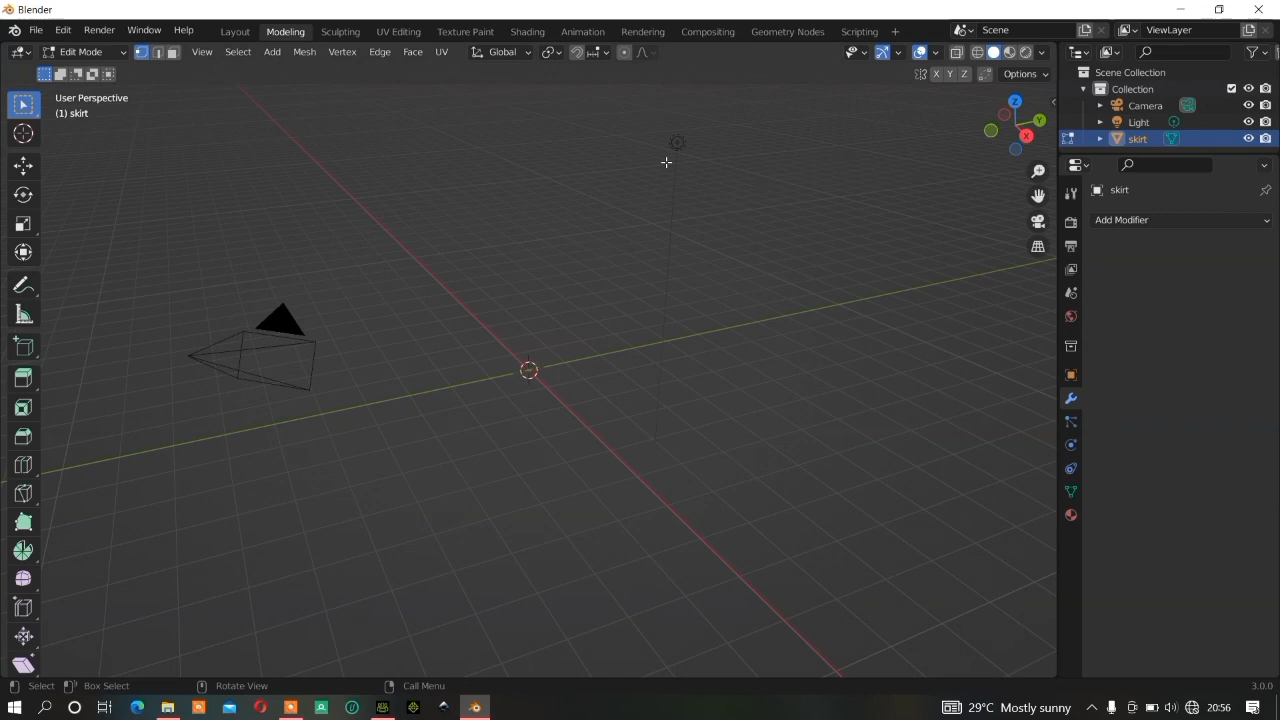 Blender
File Edit Render Window Help Layout Modeling Sculpting UV Editing Texture Paint Shading Animation Rendering Compositing Geometry Nodes Scripting + Scene ViewLayer
Edit Mode View Select Add Mesh Vertex Edge Face UV Global
X Y Z Options
User Perspective
(1) skirt
Z
Y
X
Scene Collection
Collection
Camera
Light
skirt
skirt
Add Modifier
Select Box Select Rotate View Call Menu 3.0.0
29°C Mostly sunny 20:56